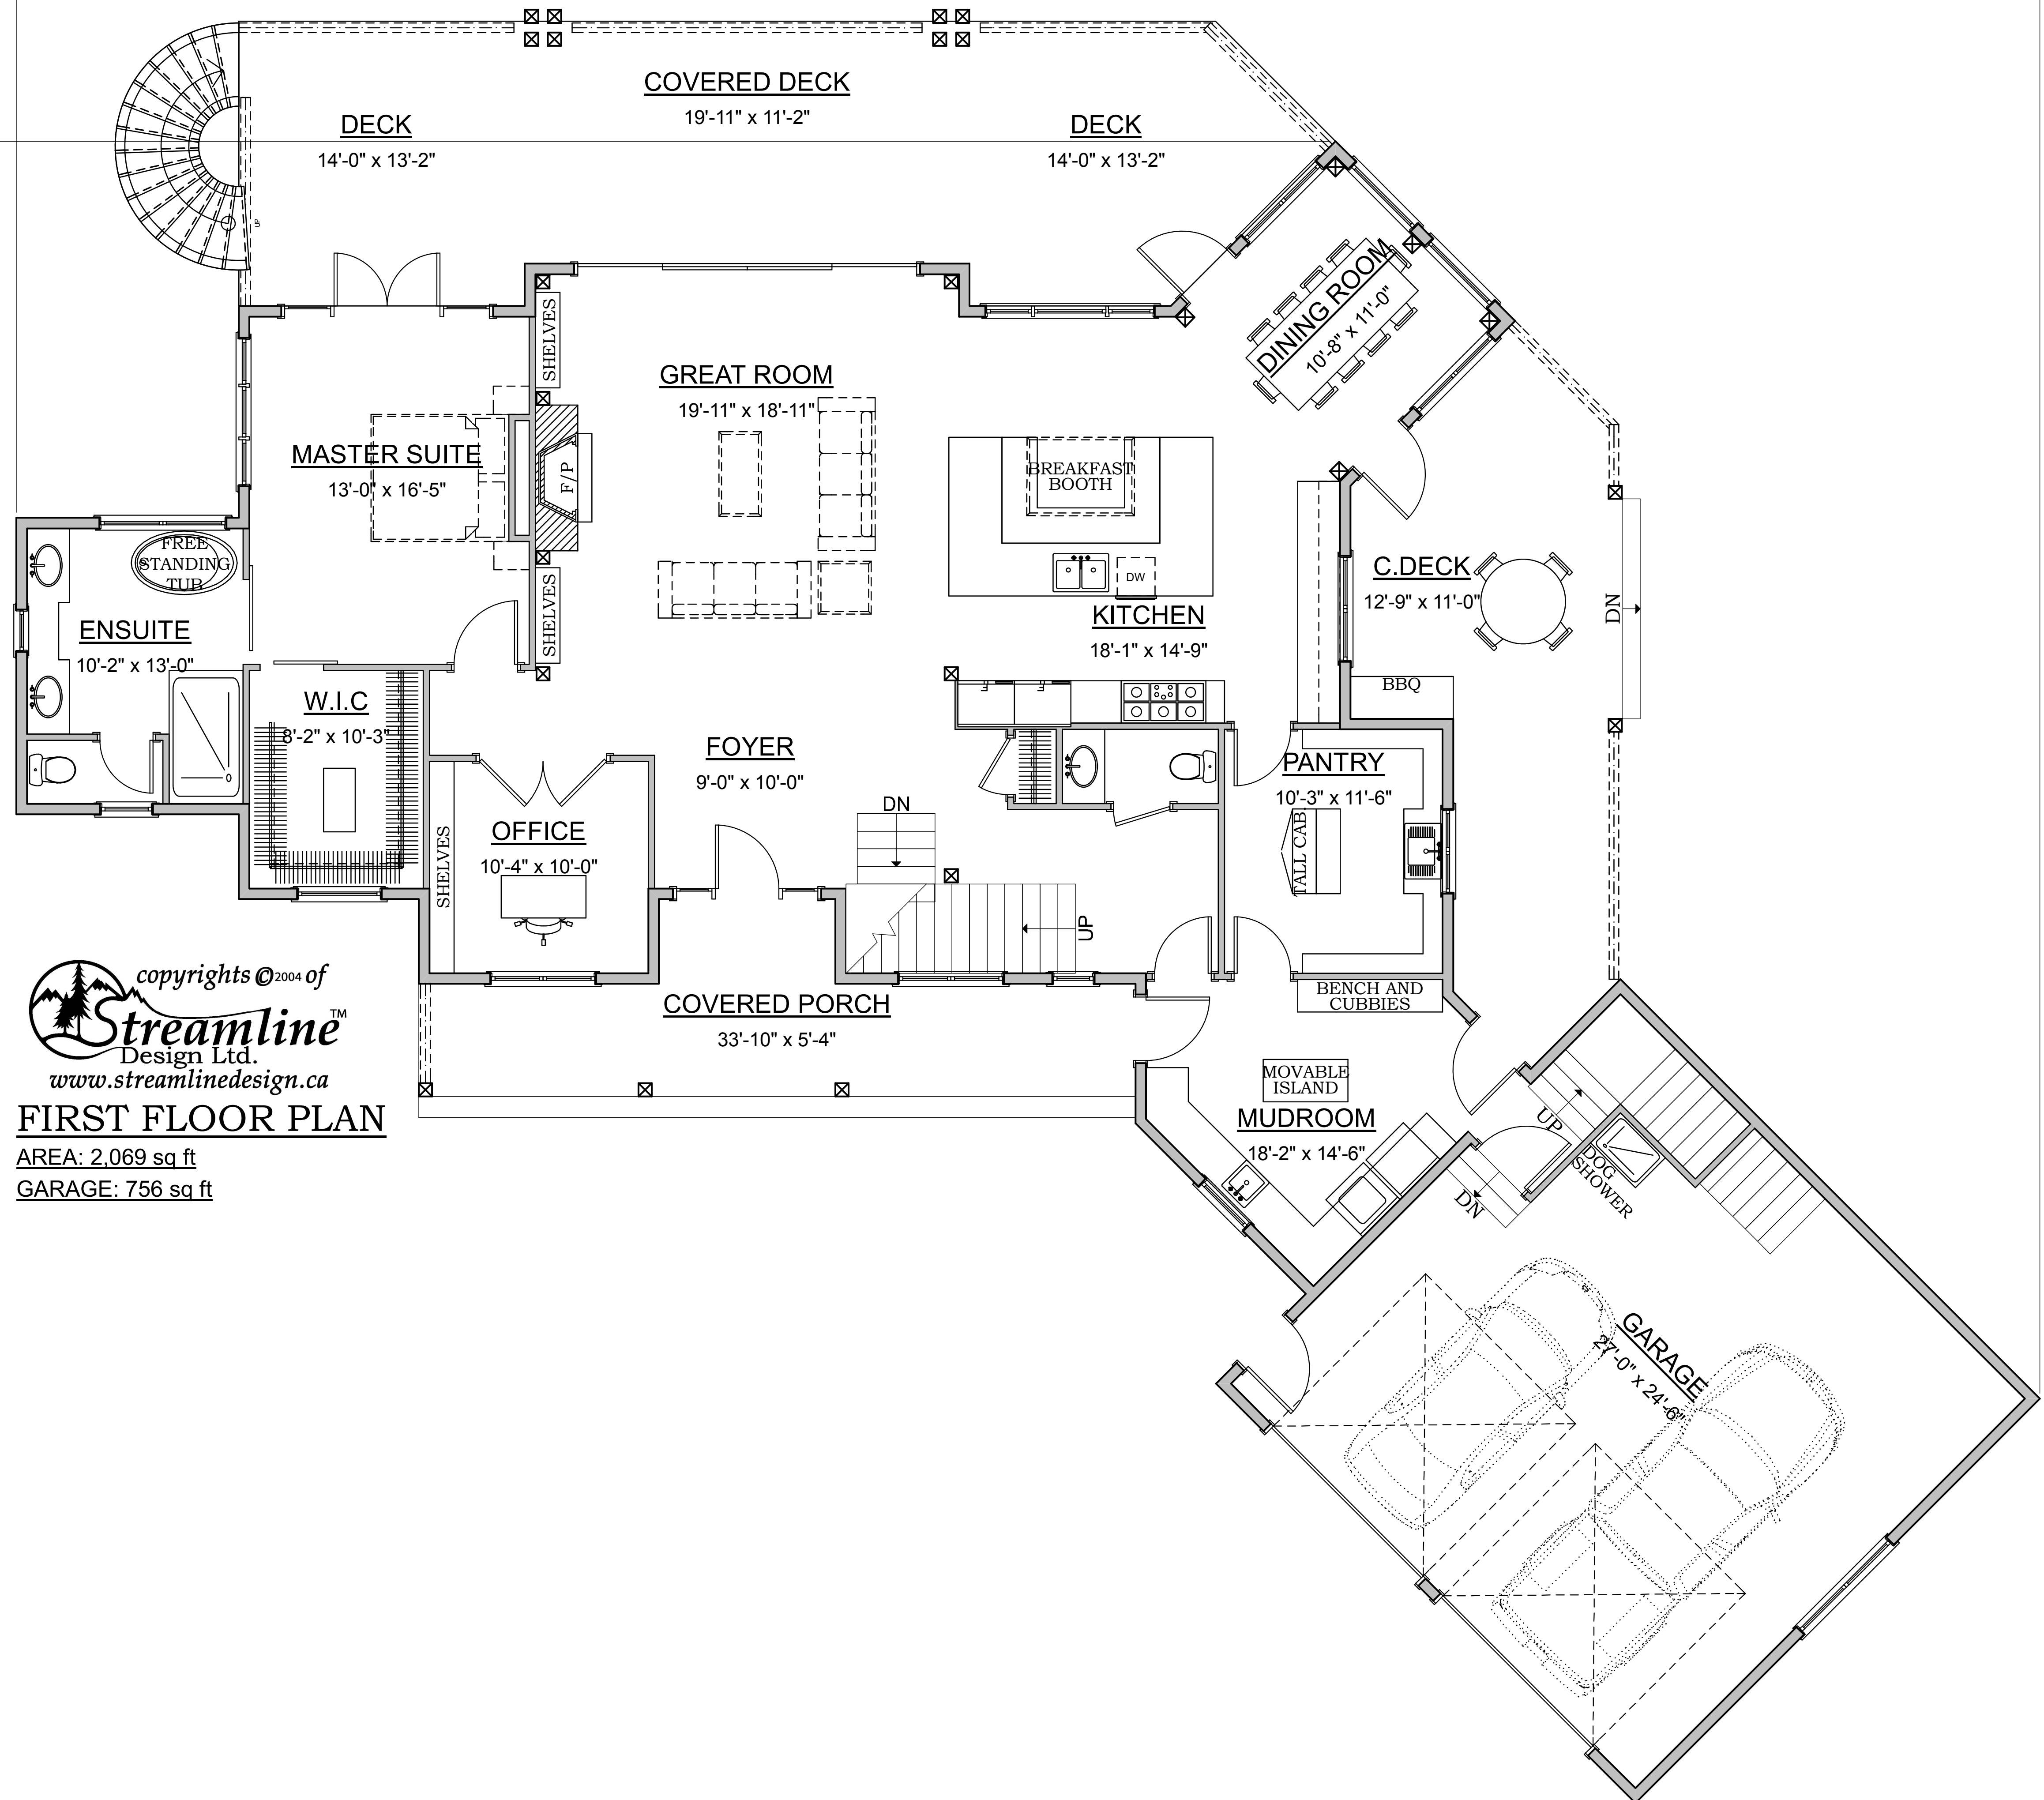 COVERED DECK
19'-11" x 11'-2"
DECK
14'-0" x 13'-2"
DECK
14'-0" x 13'-2"
UP
DINING ROOM
10'-8" x 11'-0"
SHELVES
GREAT ROOM
19'-11" x 18'-11"
MASTER SUITE
13'-0" x 16'-5"
F/P
BREAKFAST
BOOTH
FREE
STANDING
TUB
DW
C.DECK
12'-9" x 11'-0"
DN
SHELVES
KITCHEN
18'-1" x 14'-9"
ENSUITE
10'-2" x 13'-0"
BBQ
W.I.C
8'-2" x 10'-3"
FOYER
9'-0" x 10'-0"
PANTRY
10'-3" x 11'-6"
DN
TALL CAB.
OFFICE
10'-4" x 10'-0"
SHELVES
UP
BENCH AND
CUBBIES
COVERED PORCH
33'-10" x 5'-4"
copyrights ©2004 of
Streamline™
Design Ltd.
www.streamlinedesign.ca
FIRST FLOOR PLAN
AREA: 2,069 sq ft
GARAGE: 756 sq ft
MOVABLE
ISLAND
MUDROOM
18'-2" x 14'-6"
UP
DOG
SHOWER
DN
GARAGE
27'-0" x 24'-6"